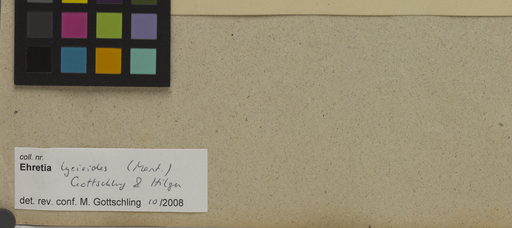 coll. nr.
Ehretia lycioides (Mart.)
Gottschling & Hilger
det. rev. conf. M. Gottschling 10/2008